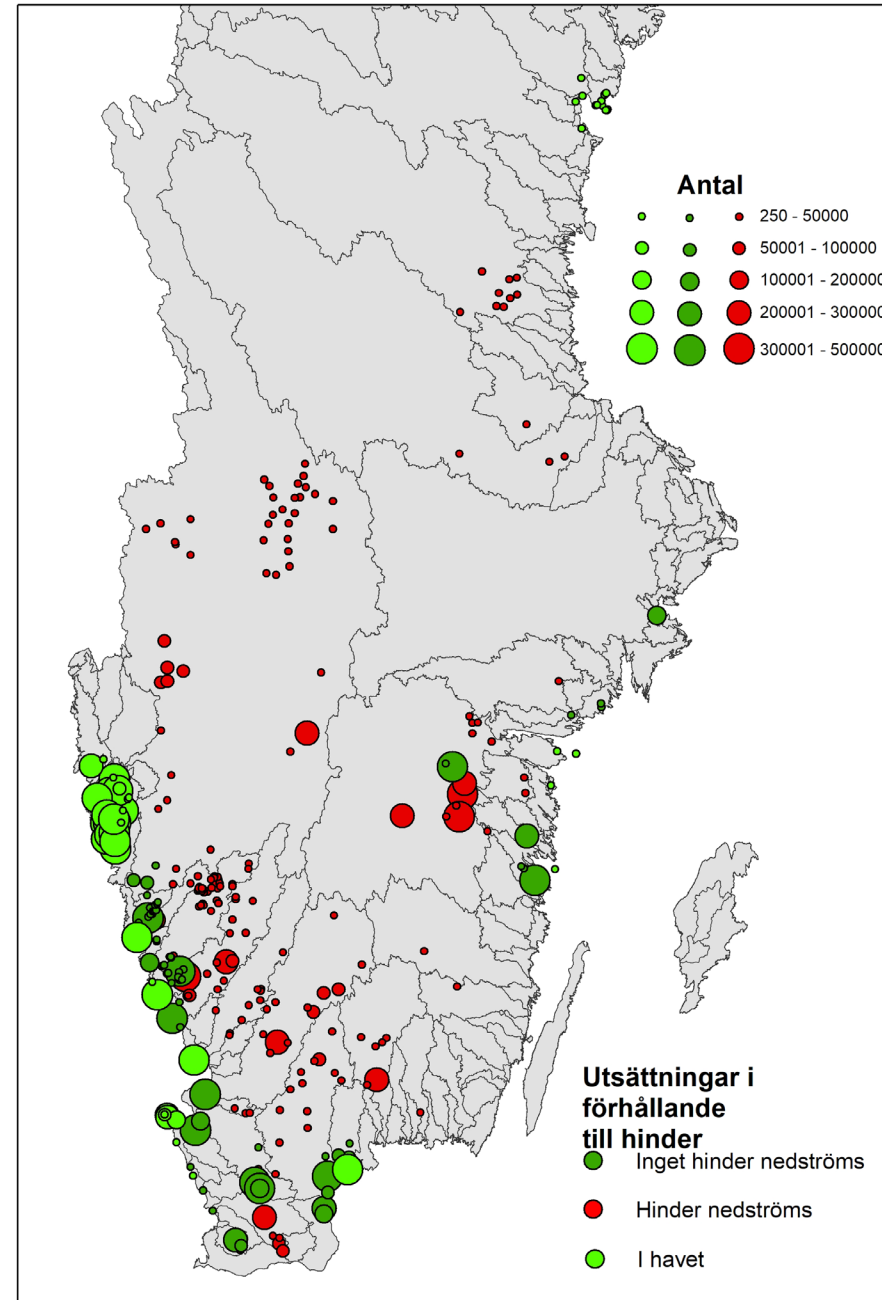 Antal
250 - 50000
50001 - 100000
100001 - 200000
200001 - 300000
300001 - 500000
Utsättningar i
förhållande
till hinder
Inget hinder nedströms
Hinder nedströms
I havet